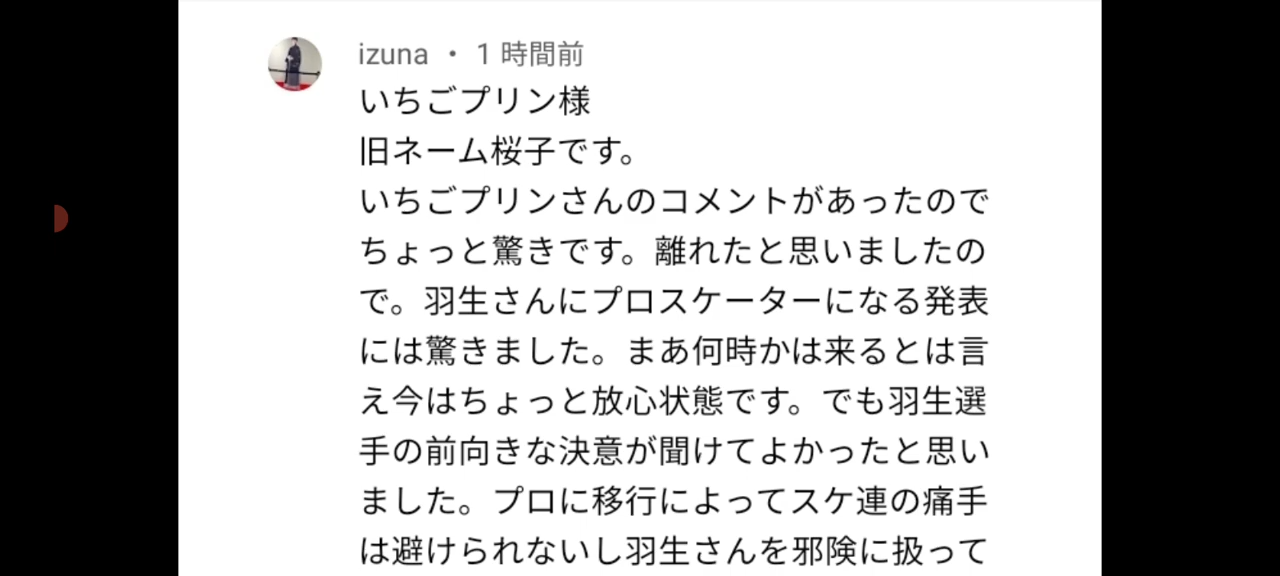 izuna ・ 1 時間前
いちごプリン様
旧ネーム桜子です。
いちごプリンさんのコメントがあったので
ちょっと驚きです。離れたと思いましたの
で。羽生さんにプロスケーターになる発表
には驚きました。まあ何時かは来るとは言
え今はちょっと放心状態です。でも羽生選
手の前向きな決意が聞けてよかったと思い
ました。プロに移行によってスケ連の痛手
は避けられないし羽生さんを邪険に扱って